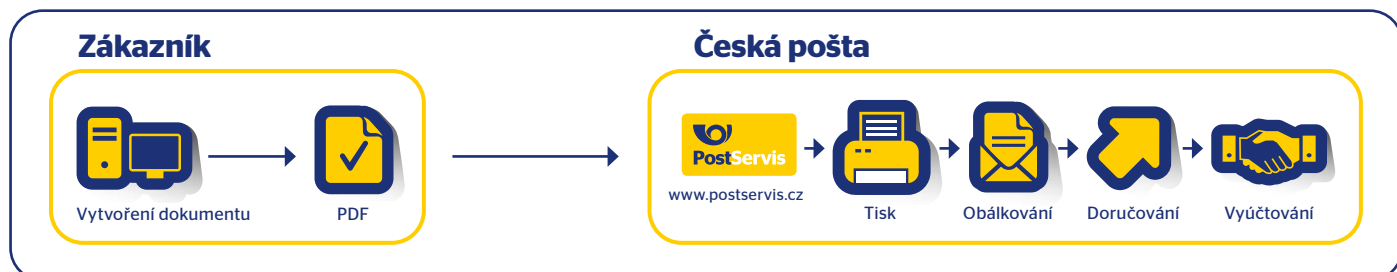 Zákazník
Česká pošta
PostServis
www.postservis.cz
Vytvoření dokumentu
PDF
Tisk
Obálkování
Doručování
Vyúčtování